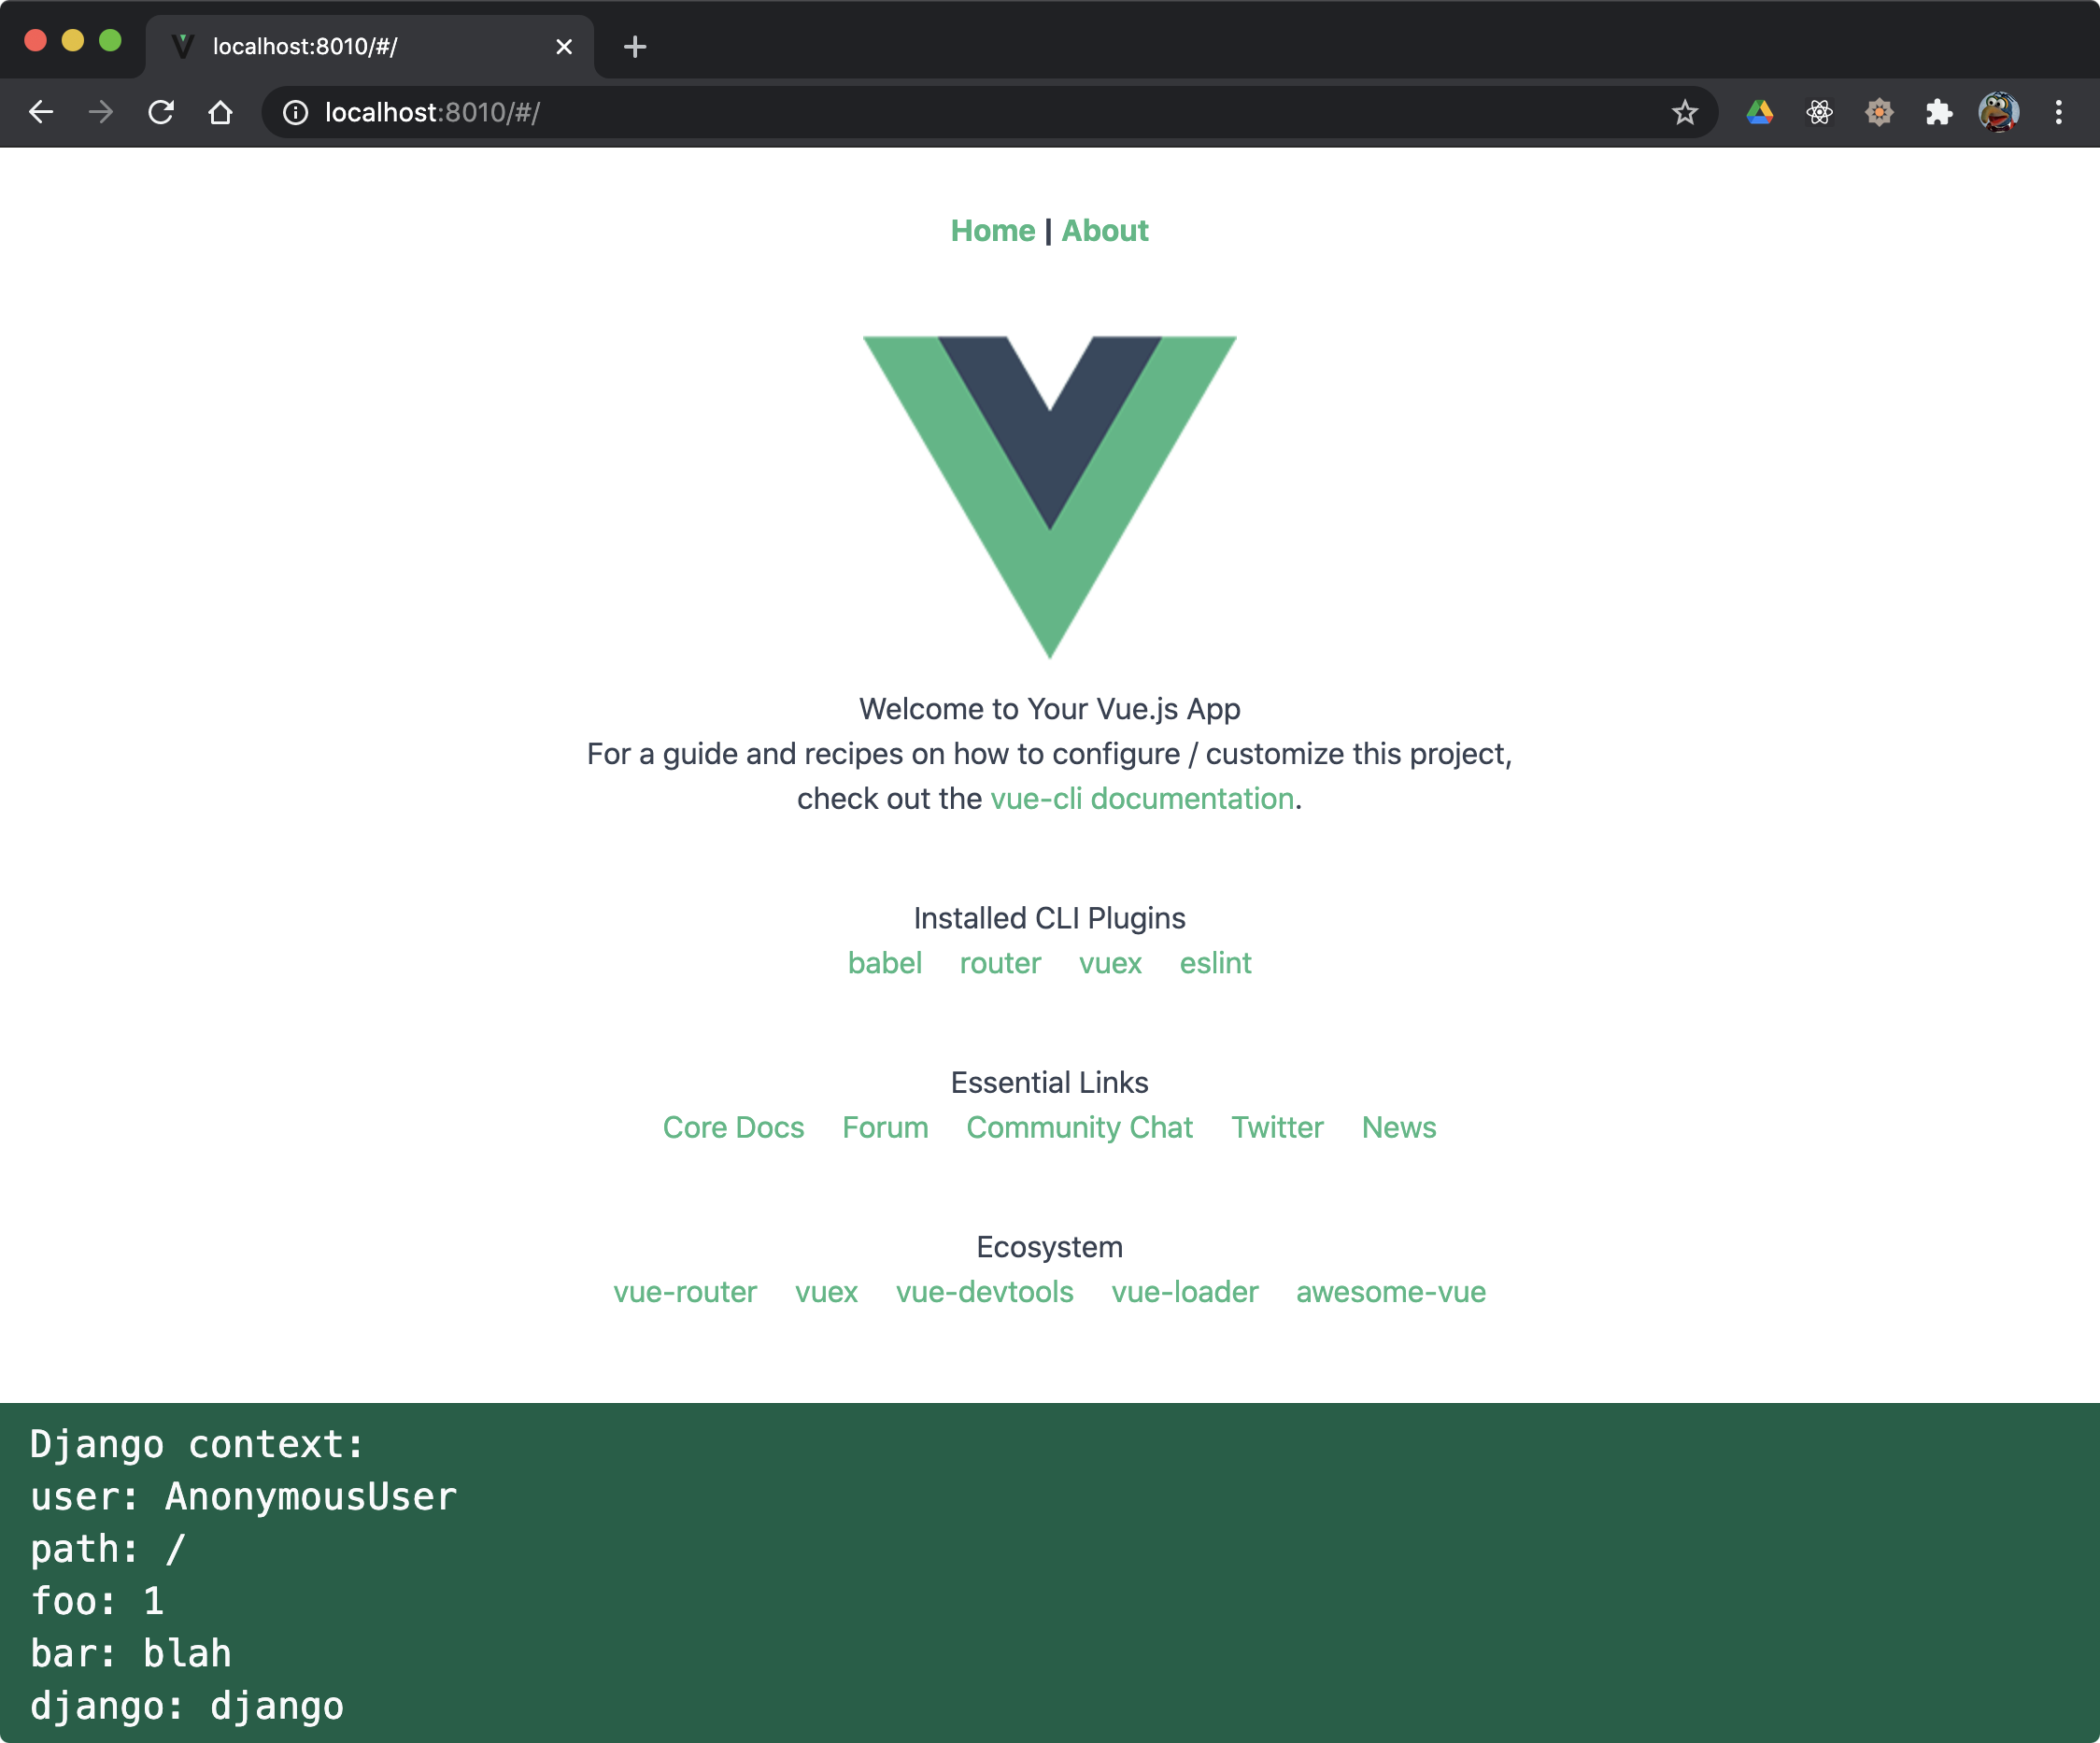 localhost:8010/#/
localhost:8010/#/
Home | About
Welcome to Your Vue.js App
For a guide and recipes on how to configure / customize this project,
check out the vue-cli documentation.
Installed CLI Plugins
babel router vuex eslint
Essential Links
Core Docs Forum Community Chat Twitter News
Ecosystem
vue-router vuex vue-devtools vue-loader awesome-vue
Django context:
user: AnonymousUser
path: /
foo: 1
bar: blah
django: django